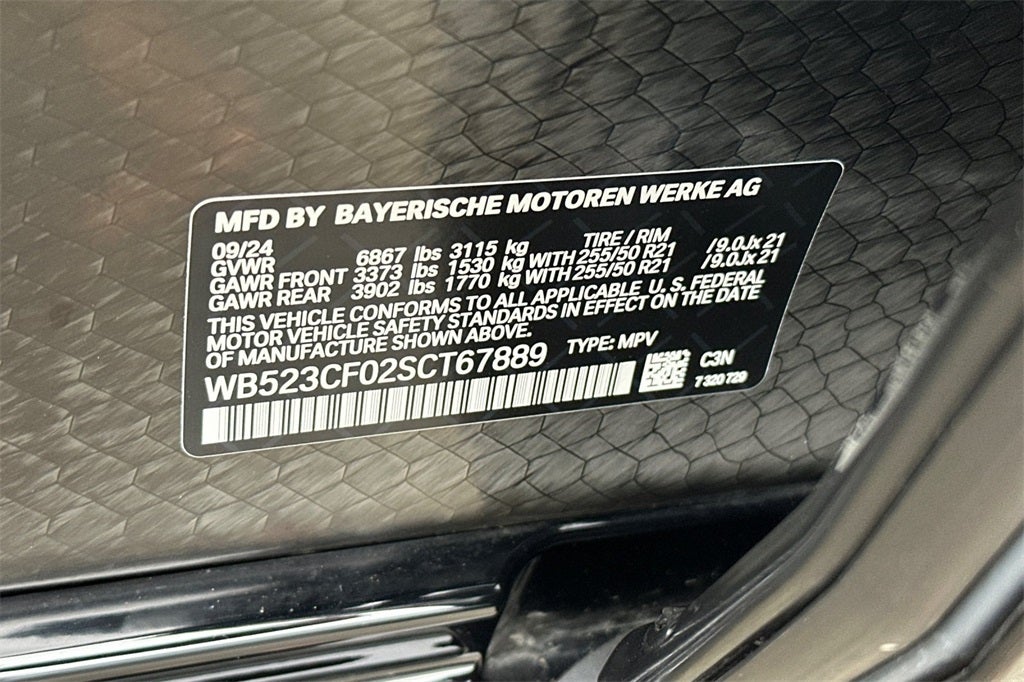 MFD BY BAYERISCHE MOTOREN WERKE AG
09/24 TIRE / RIM
GVWR 6867 lbs 3115 kg
GAWR FRONT 3373 lbs 1530 kg WITH 255/50 R21 /9.0Jx21
GAWR REAR 3902 lbs 1770 kg WITH 255/50 R21 /9.0Jx21
THIS VEHICLE CONFORMS TO ALL APPLICABLE U. S. FEDERAL
MOTOR VEHICLE SAFETY STANDARDS IN EFFECT ON THE DATE
OF MANUFACTURE SHOWN ABOVE.
WB523CF02SCT67889 TYPE: MPV
C3N
7 320 729